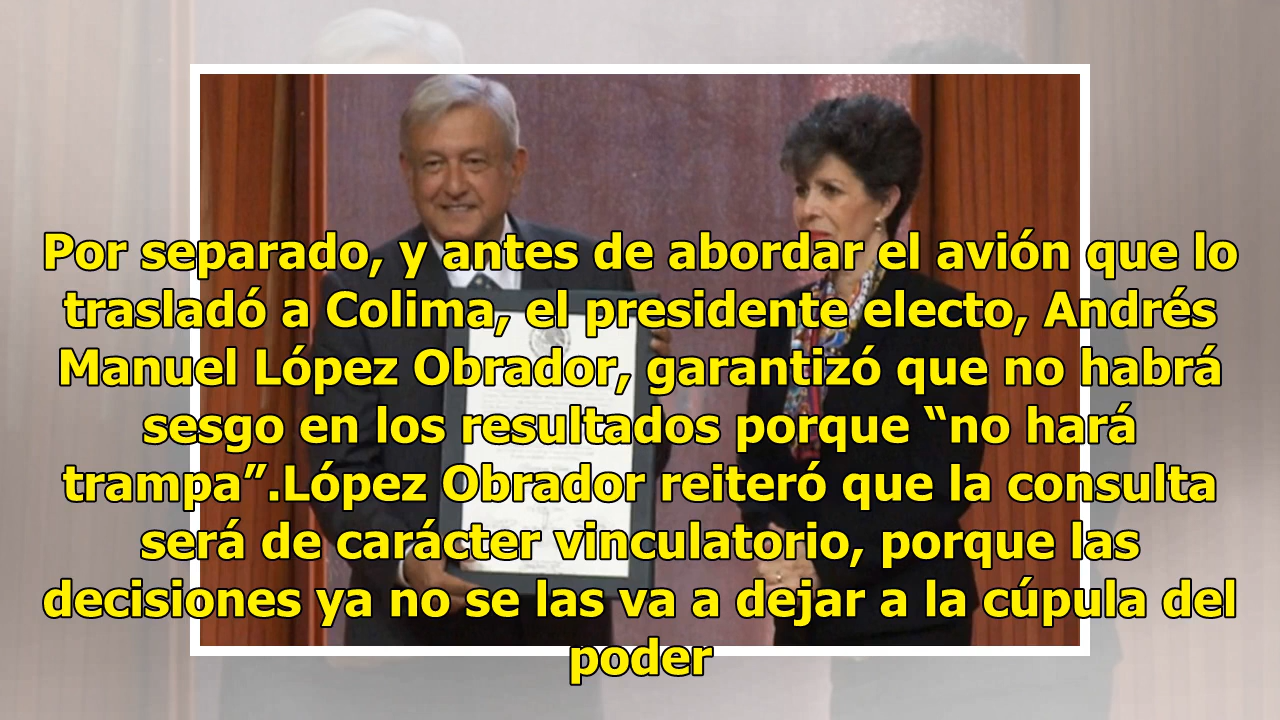 Por separado, y antes de abordar el avión que lo
trasladó a Colima, el presidente electo, Andrés
Manuel López Obrador, garantizó que no habrá
sesgo en los resultados porque “no hará
trampa”.López Obrador reiteró que la consulta
será de carácter vinculatorio, porque las
decisiones ya no se las va a dejar a la cúpula del
poder